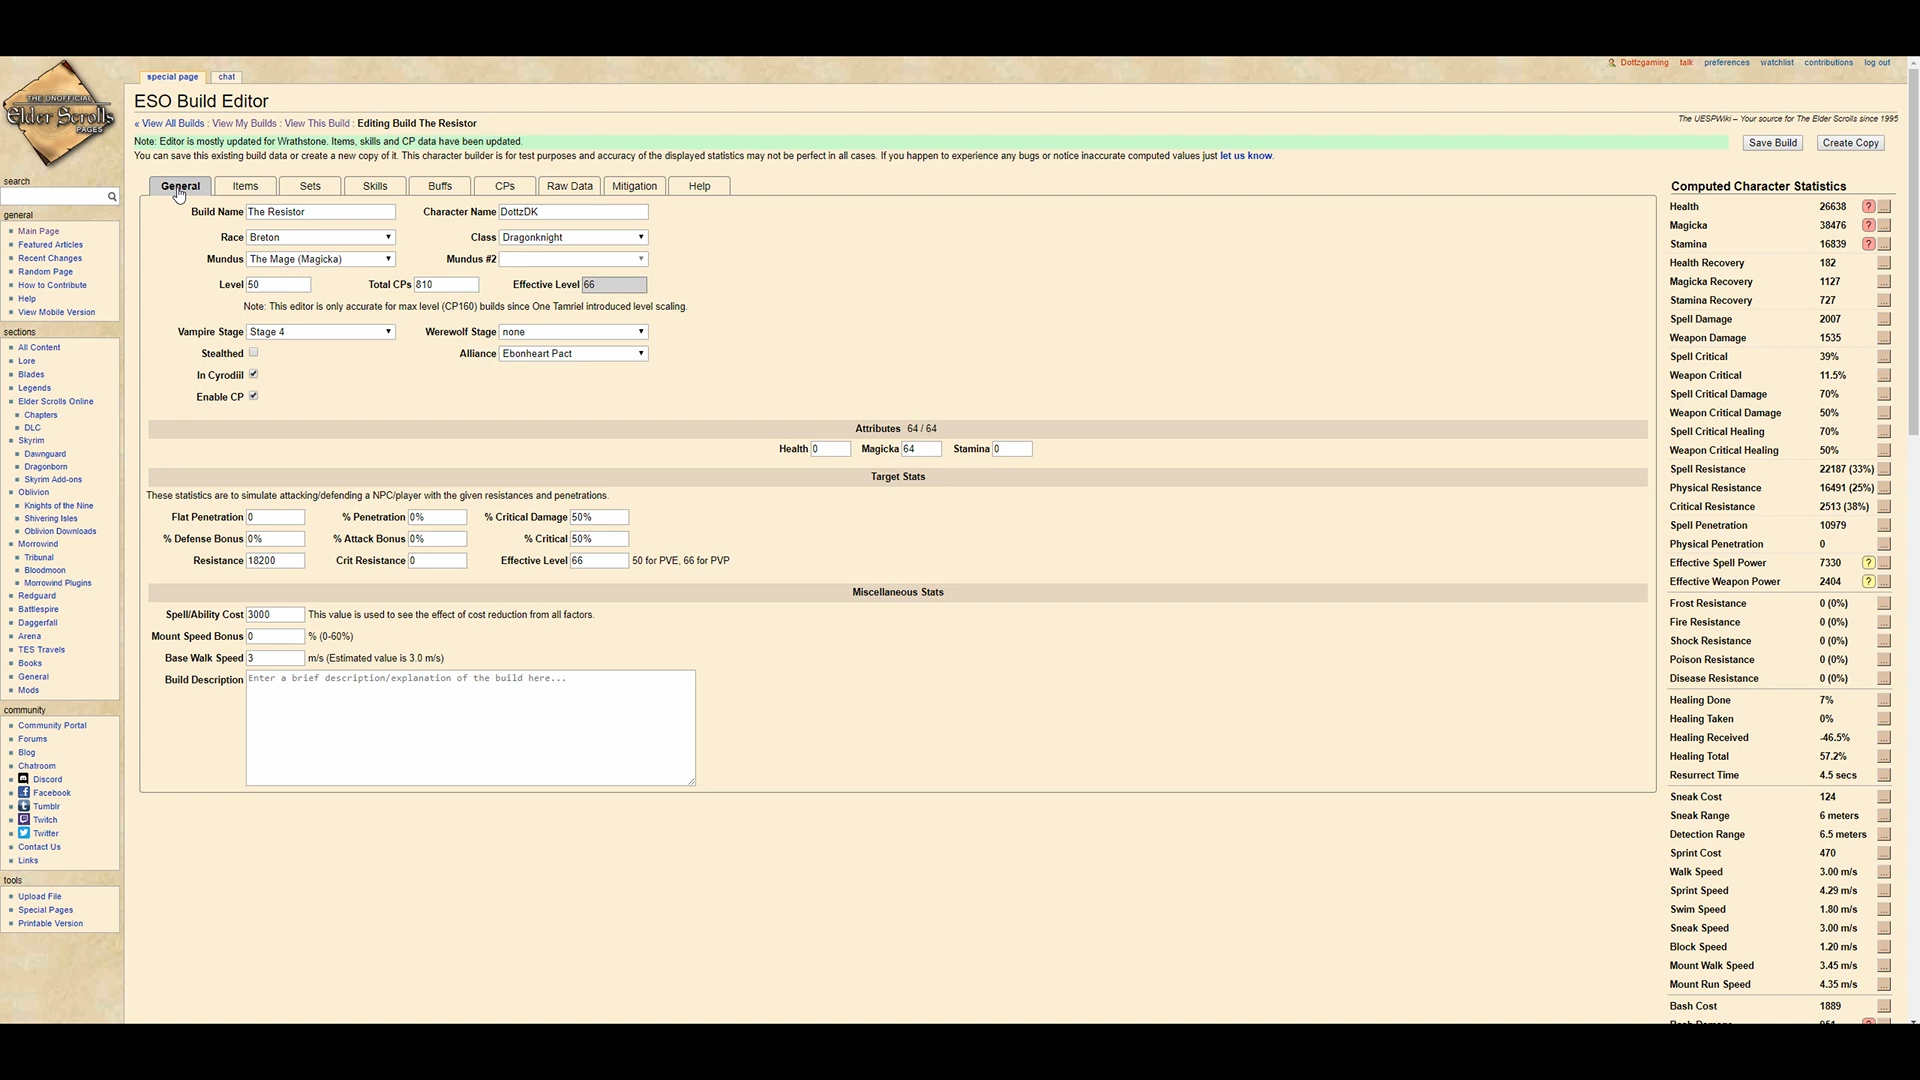 special page chat
Dottzgaming talk preferences watchlist contributions log out
THE UNOFFICIAL
Elder Scrolls
PAGES
ESO Build Editor
« View All Builds : View My Builds : View This Build : Editing Build The Resistor
The UESPWiki – Your source for The Elder Scrolls since 1995
Note: Editor is mostly updated for Wrathstone. Items, skills and CP data have been updated.
Save Build Create Copy
You can save this existing build data or create a new copy of it. This character builder is for test purposes and accuracy of the displayed statistics may not be perfect in all cases. If you happen to experience any bugs or notice inaccurate computed values just let us know.
search
general
Main Page
Featured Articles
Recent Changes
Random Page
How to Contribute
Help
View Mobile Version
sections
All Content
Lore
Blades
Legends
Elder Scrolls Online
Chapters
DLC
Skyrim
Dawnguard
Dragonborn
Skyrim Add-ons
Oblivion
Knights of the Nine
Shivering Isles
Oblivion Downloads
Morrowind
Tribunal
Bloodmoon
Morrowind Plugins
Redguard
Battlespire
Daggerfall
Arena
TES Travels
Books
General
Mods
community
Community Portal
Forums
Blog
Chatroom
Discord
Facebook
Tumblr
Twitch
Twitter
Contact Us
Links
tools
Upload File
Special Pages
Printable Version
General Items Sets Skills Buffs CPs Raw Data Mitigation Help
Build Name The Resistor Character Name DottzDK
Race Breton Class Dragonknight
Mundus The Mage (Magicka) Mundus #2
Level 50 Total CPs 810 Effective Level 66
Note: This editor is only accurate for max level (CP160) builds since One Tamriel introduced level scaling.
Vampire Stage Stage 4 Werewolf Stage none
Stealthed Alliance Ebonheart Pact
In Cyrodiil
Enable CP
Attributes 64 / 64
Health 0 Magicka 64 Stamina 0
Target Stats
These statistics are to simulate attacking/defending a NPC/player with the given resistances and penetrations.
Flat Penetration 0 % Penetration 0% % Critical Damage 50%
% Defense Bonus 0% % Attack Bonus 0% % Critical 50%
Resistance 18200 Crit Resistance 0 Effective Level 66 50 for PVE, 66 for PVP
Miscellaneous Stats
Spell/Ability Cost 3000 This value is used to see the effect of cost reduction from all factors.
Mount Speed Bonus 0 % (0-60%)
Base Walk Speed 3 m/s (Estimated value is 3.0 m/s)
Build Description Enter a brief description/explanation of the build here...
Computed Character Statistics
Health 26638 ? ...
Magicka 38476 ? ...
Stamina 16839 ? ...
Health Recovery 182 ...
Magicka Recovery 1127 ...
Stamina Recovery 727 ...
Spell Damage 2007 ...
Weapon Damage 1535 ...
Spell Critical 39% ...
Weapon Critical 11.5% ...
Spell Critical Damage 70% ...
Weapon Critical Damage 50% ...
Spell Critical Healing 70% ...
Weapon Critical Healing 50% ...
Spell Resistance 22187 (33%) ...
Physical Resistance 16491 (25%) ...
Critical Resistance 2513 (38%) ...
Spell Penetration 10979 ...
Physical Penetration 0 ...
Effective Spell Power 7330 ? ...
Effective Weapon Power 2404 ? ...
Frost Resistance 0 (0%) ...
Fire Resistance 0 (0%) ...
Shock Resistance 0 (0%) ...
Poison Resistance 0 (0%) ...
Disease Resistance 0 (0%) ...
Healing Done 7% ...
Healing Taken 0% ...
Healing Received -46.5% ...
Healing Total 57.2% ...
Resurrect Time 4.5 secs ...
Sneak Cost 124 ...
Sneak Range 6 meters ...
Detection Range 6.5 meters ...
Sprint Cost 470 ...
Walk Speed 3.00 m/s ...
Sprint Speed 4.29 m/s ...
Swim Speed 1.80 m/s ...
Sneak Speed 3.00 m/s ...
Block Speed 1.20 m/s ...
Mount Walk Speed 3.45 m/s ...
Mount Run Speed 4.35 m/s ...
Bash Cost 1889 ...